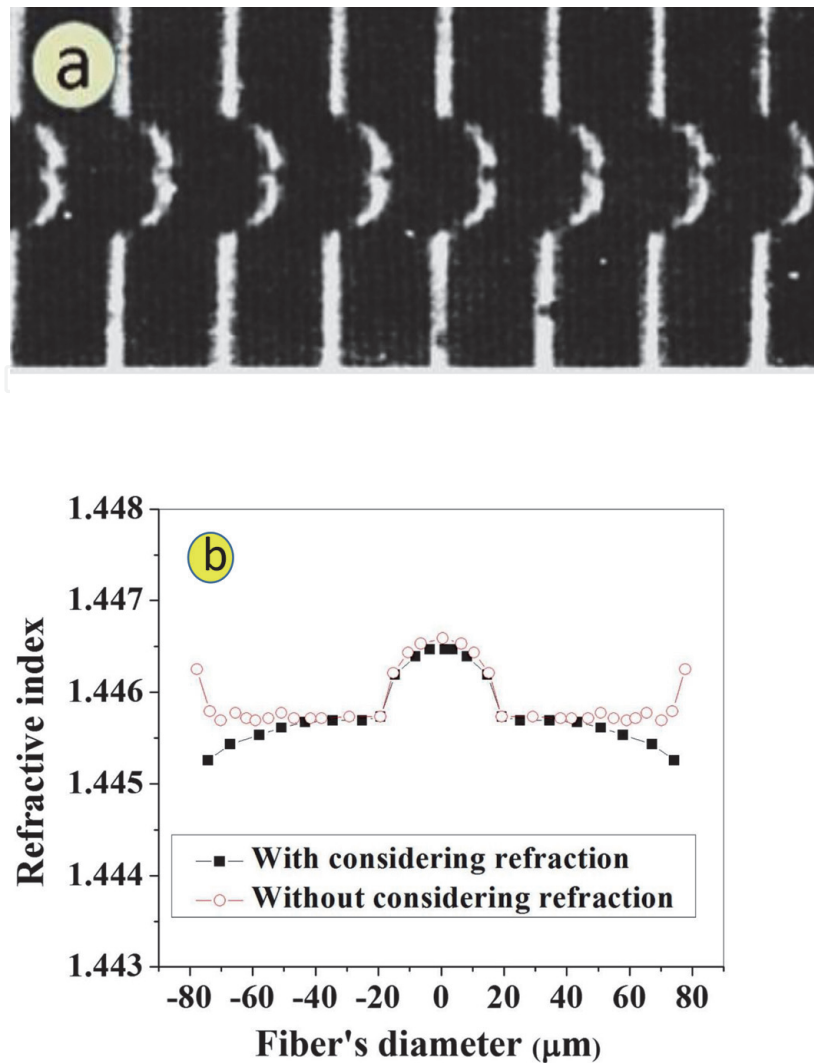 a
1.448
1.447
1.446
1.445
1.444
1.443
Refractive index
b
With considering refraction
Without considering refraction
-80 -60 -40 -20 0 20 40 60 80
Fiber's diameter (μm)